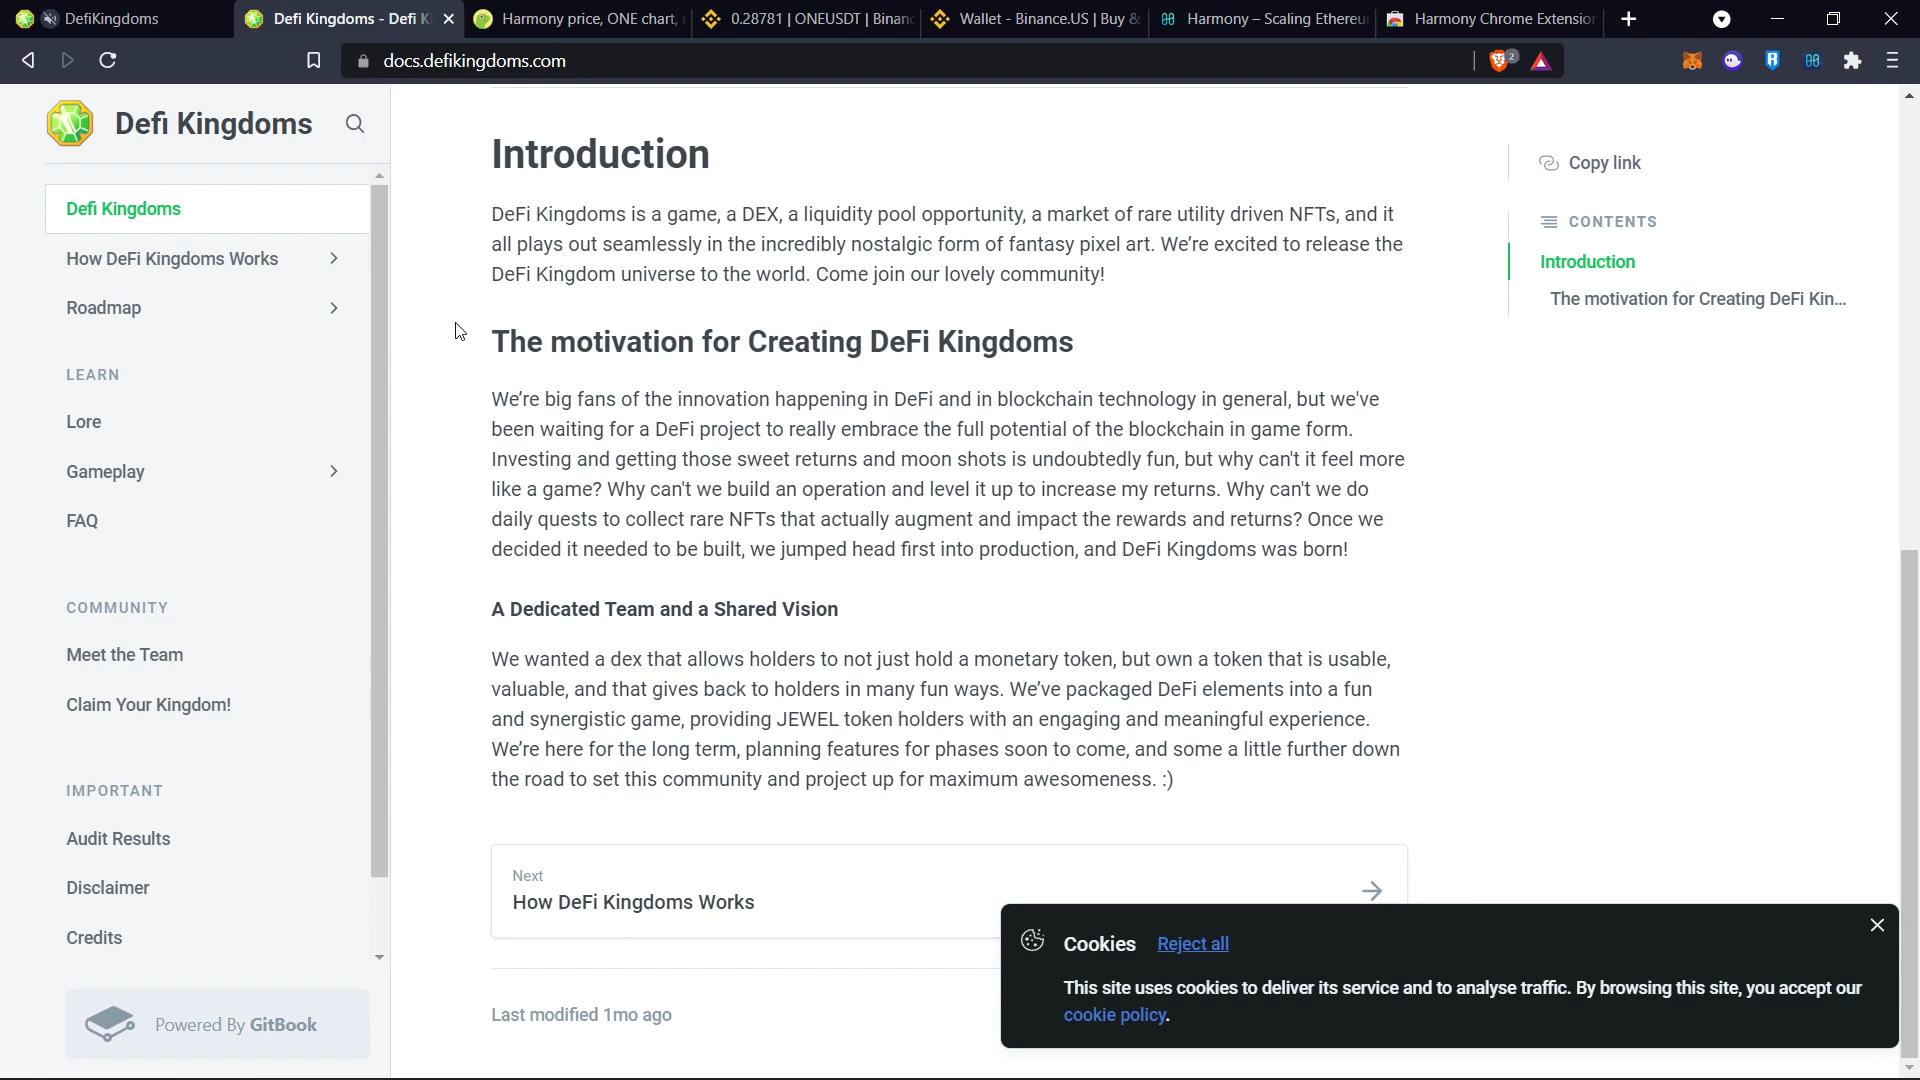 DefiKingdoms
Defi Kingdoms - Defi K
Harmony price, ONE chart,
0.28781 | ONEUSDT | Binan
Wallet - Binance.US | Buy &
Harmony – Scaling Ethereu
Harmony Chrome Extension
docs.defikingdoms.com
2
Defi Kingdoms
Defi Kingdoms
How DeFi Kingdoms Works
Roadmap
LEARN
Lore
Gameplay
FAQ
COMMUNITY
Meet the Team
Claim Your Kingdom!
IMPORTANT
Audit Results
Disclaimer
Credits
Powered By GitBook
Introduction
DeFi Kingdoms is a game, a DEX, a liquidity pool opportunity, a market of rare utility driven NFTs, and it
all plays out seamlessly in the incredibly nostalgic form of fantasy pixel art. We're excited to release the
DeFi Kingdom universe to the world. Come join our lovely community!
The motivation for Creating DeFi Kingdoms
We're big fans of the innovation happening in DeFi and in blockchain technology in general, but we've
been waiting for a DeFi project to really embrace the full potential of the blockchain in game form.
Investing and getting those sweet returns and moon shots is undoubtedly fun, but why can't it feel more
like a game? Why can't we build an operation and level it up to increase my returns. Why can't we do
daily quests to collect rare NFTs that actually augment and impact the rewards and returns? Once we
decided it needed to be built, we jumped head first into production, and DeFi Kingdoms was born!
A Dedicated Team and a Shared Vision
We wanted a dex that allows holders to not just hold a monetary token, but own a token that is usable,
valuable, and that gives back to holders in many fun ways. We've packaged DeFi elements into a fun
and synergistic game, providing JEWEL token holders with an engaging and meaningful experience.
We're here for the long term, planning features for phases soon to come, and some a little further down
the road to set this community and project up for maximum awesomeness. :)
Next
How DeFi Kingdoms Works
Last modified 1mo ago
Copy link
CONTENTS
Introduction
The motivation for Creating DeFi Kin...
Cookies Reject all
This site uses cookies to deliver its service and to analyse traffic. By browsing this site, you accept our
cookie policy.